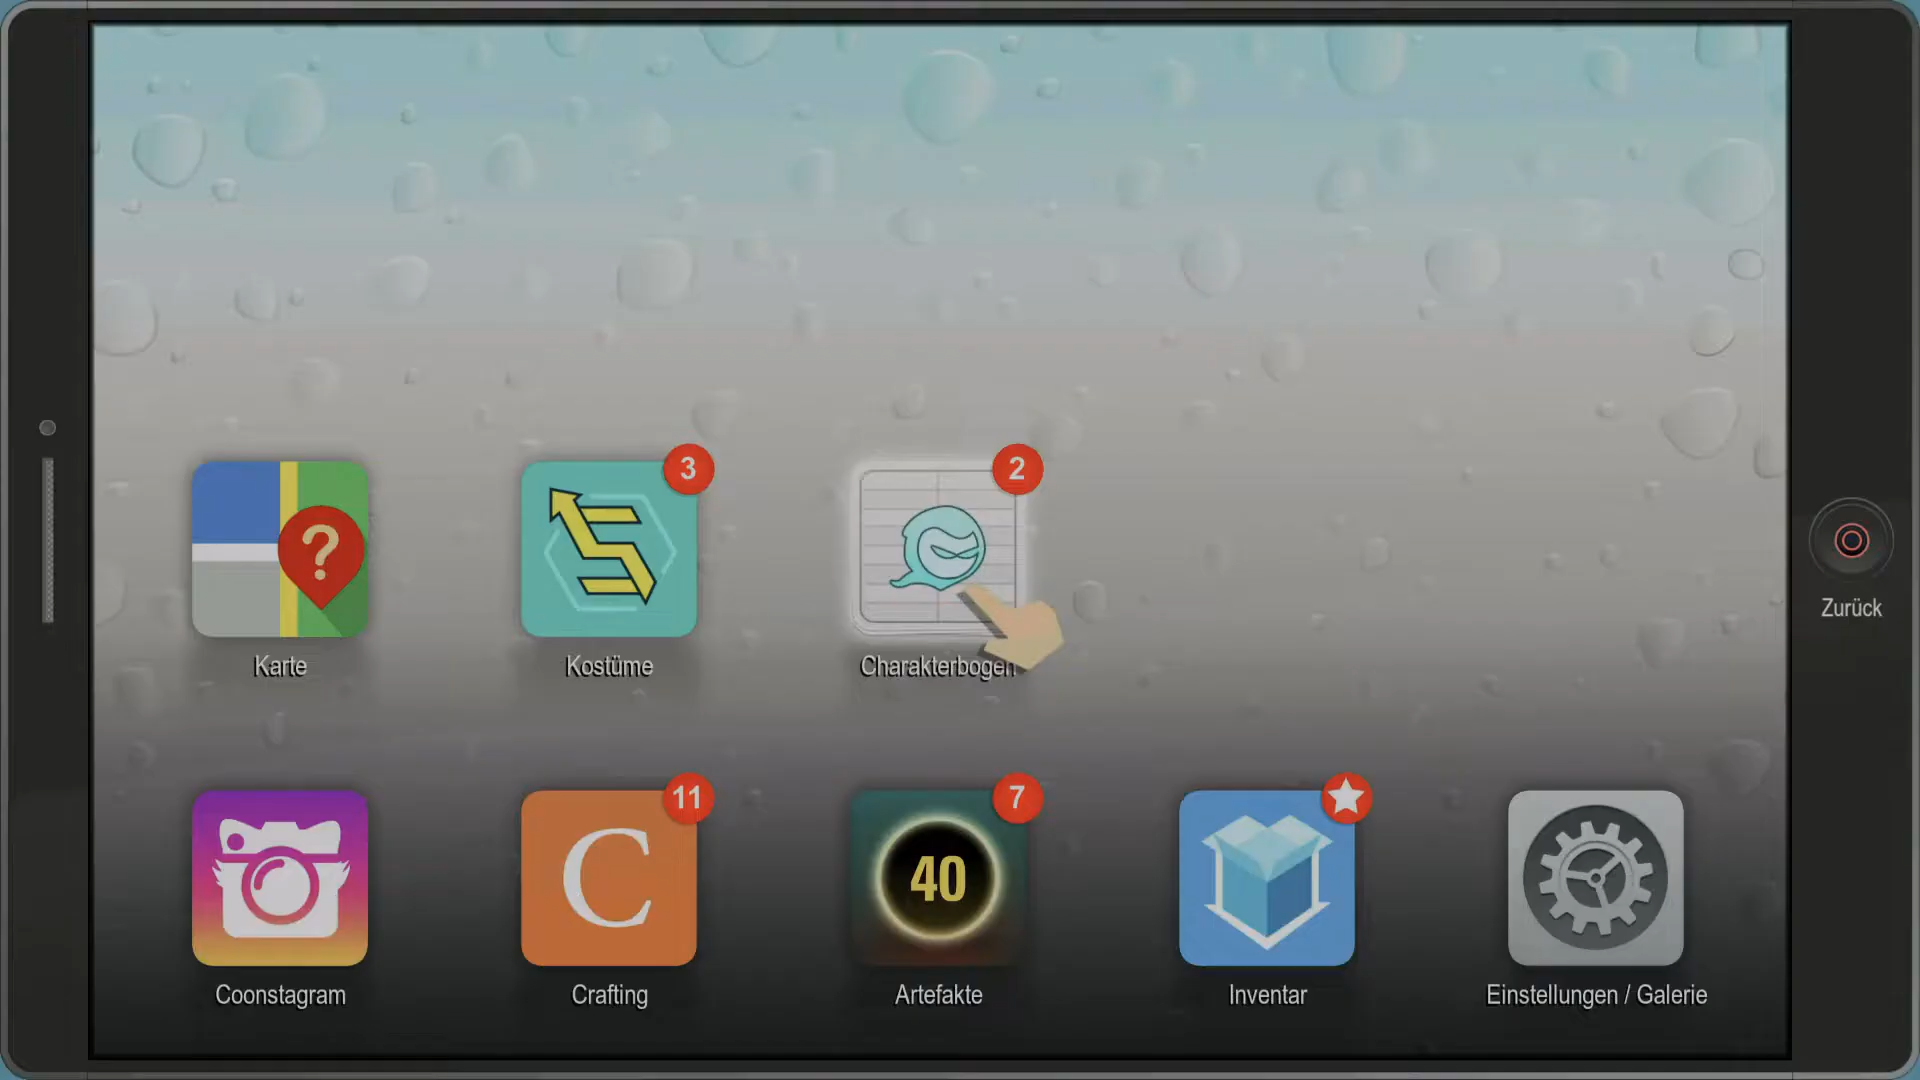 3
2
?
Karte
Kostüme
Charakterbogen
Zurück
11
7
C
40
Coonstagram
Crafting
Artefakte
Inventar
Einstellungen / Galerie